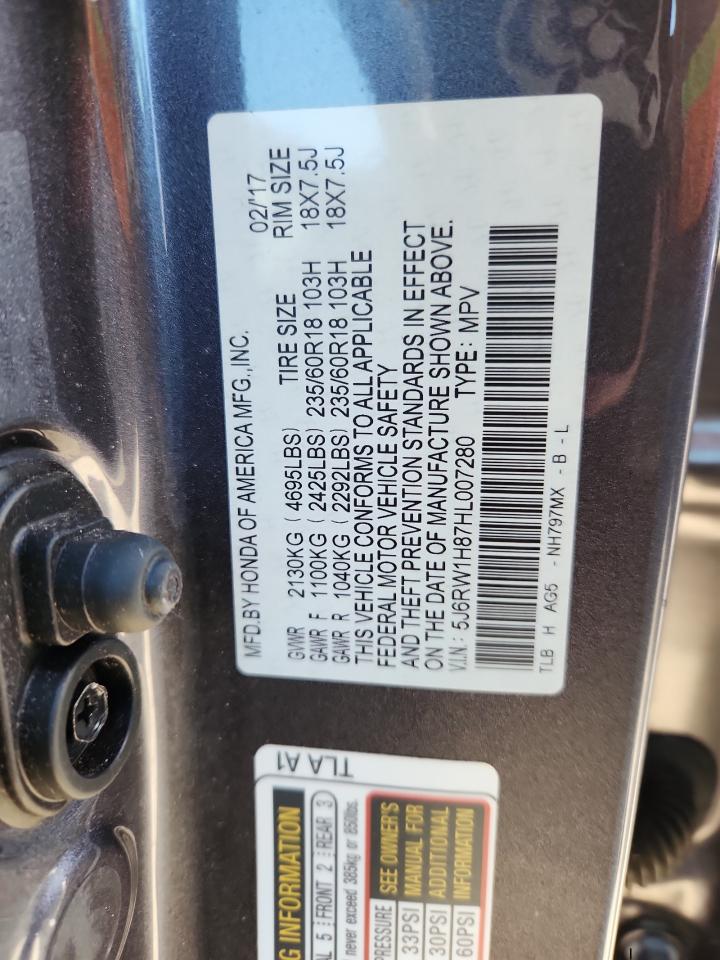 MFD.BY HONDA OF AMERICA MFG.,INC. 02/'17
GVWR 2130KG ( 4695LBS) TIRE SIZE RIM SIZE
GAWR F 1100KG ( 2425LBS) 235/60R18 103H 18X7.5J
GAWR R 1040KG ( 2292LBS) 235/60R18 103H 18X7.5J
THIS VEHICLE CONFORMS TO ALL APPLICABLE
FEDERAL MOTOR VEHICLE SAFETY
AND THEFT PREVENTION STANDARDS IN EFFECT
ON THE DATE OF MANUFACTURE SHOWN ABOVE.
V.I.N.: 5J6RW1H87HL007280 TYPE: MPV
TLB H AG5 - NH797MX - B - L
TLA A1
INFORMATION
5 FRONT 2 REAR 3
never exceed 385kg or 850lbs.
PRESSURE SEE OWNER'S
33PSI MANUAL FOR
30PSI ADDITIONAL
60PSI INFORMATION